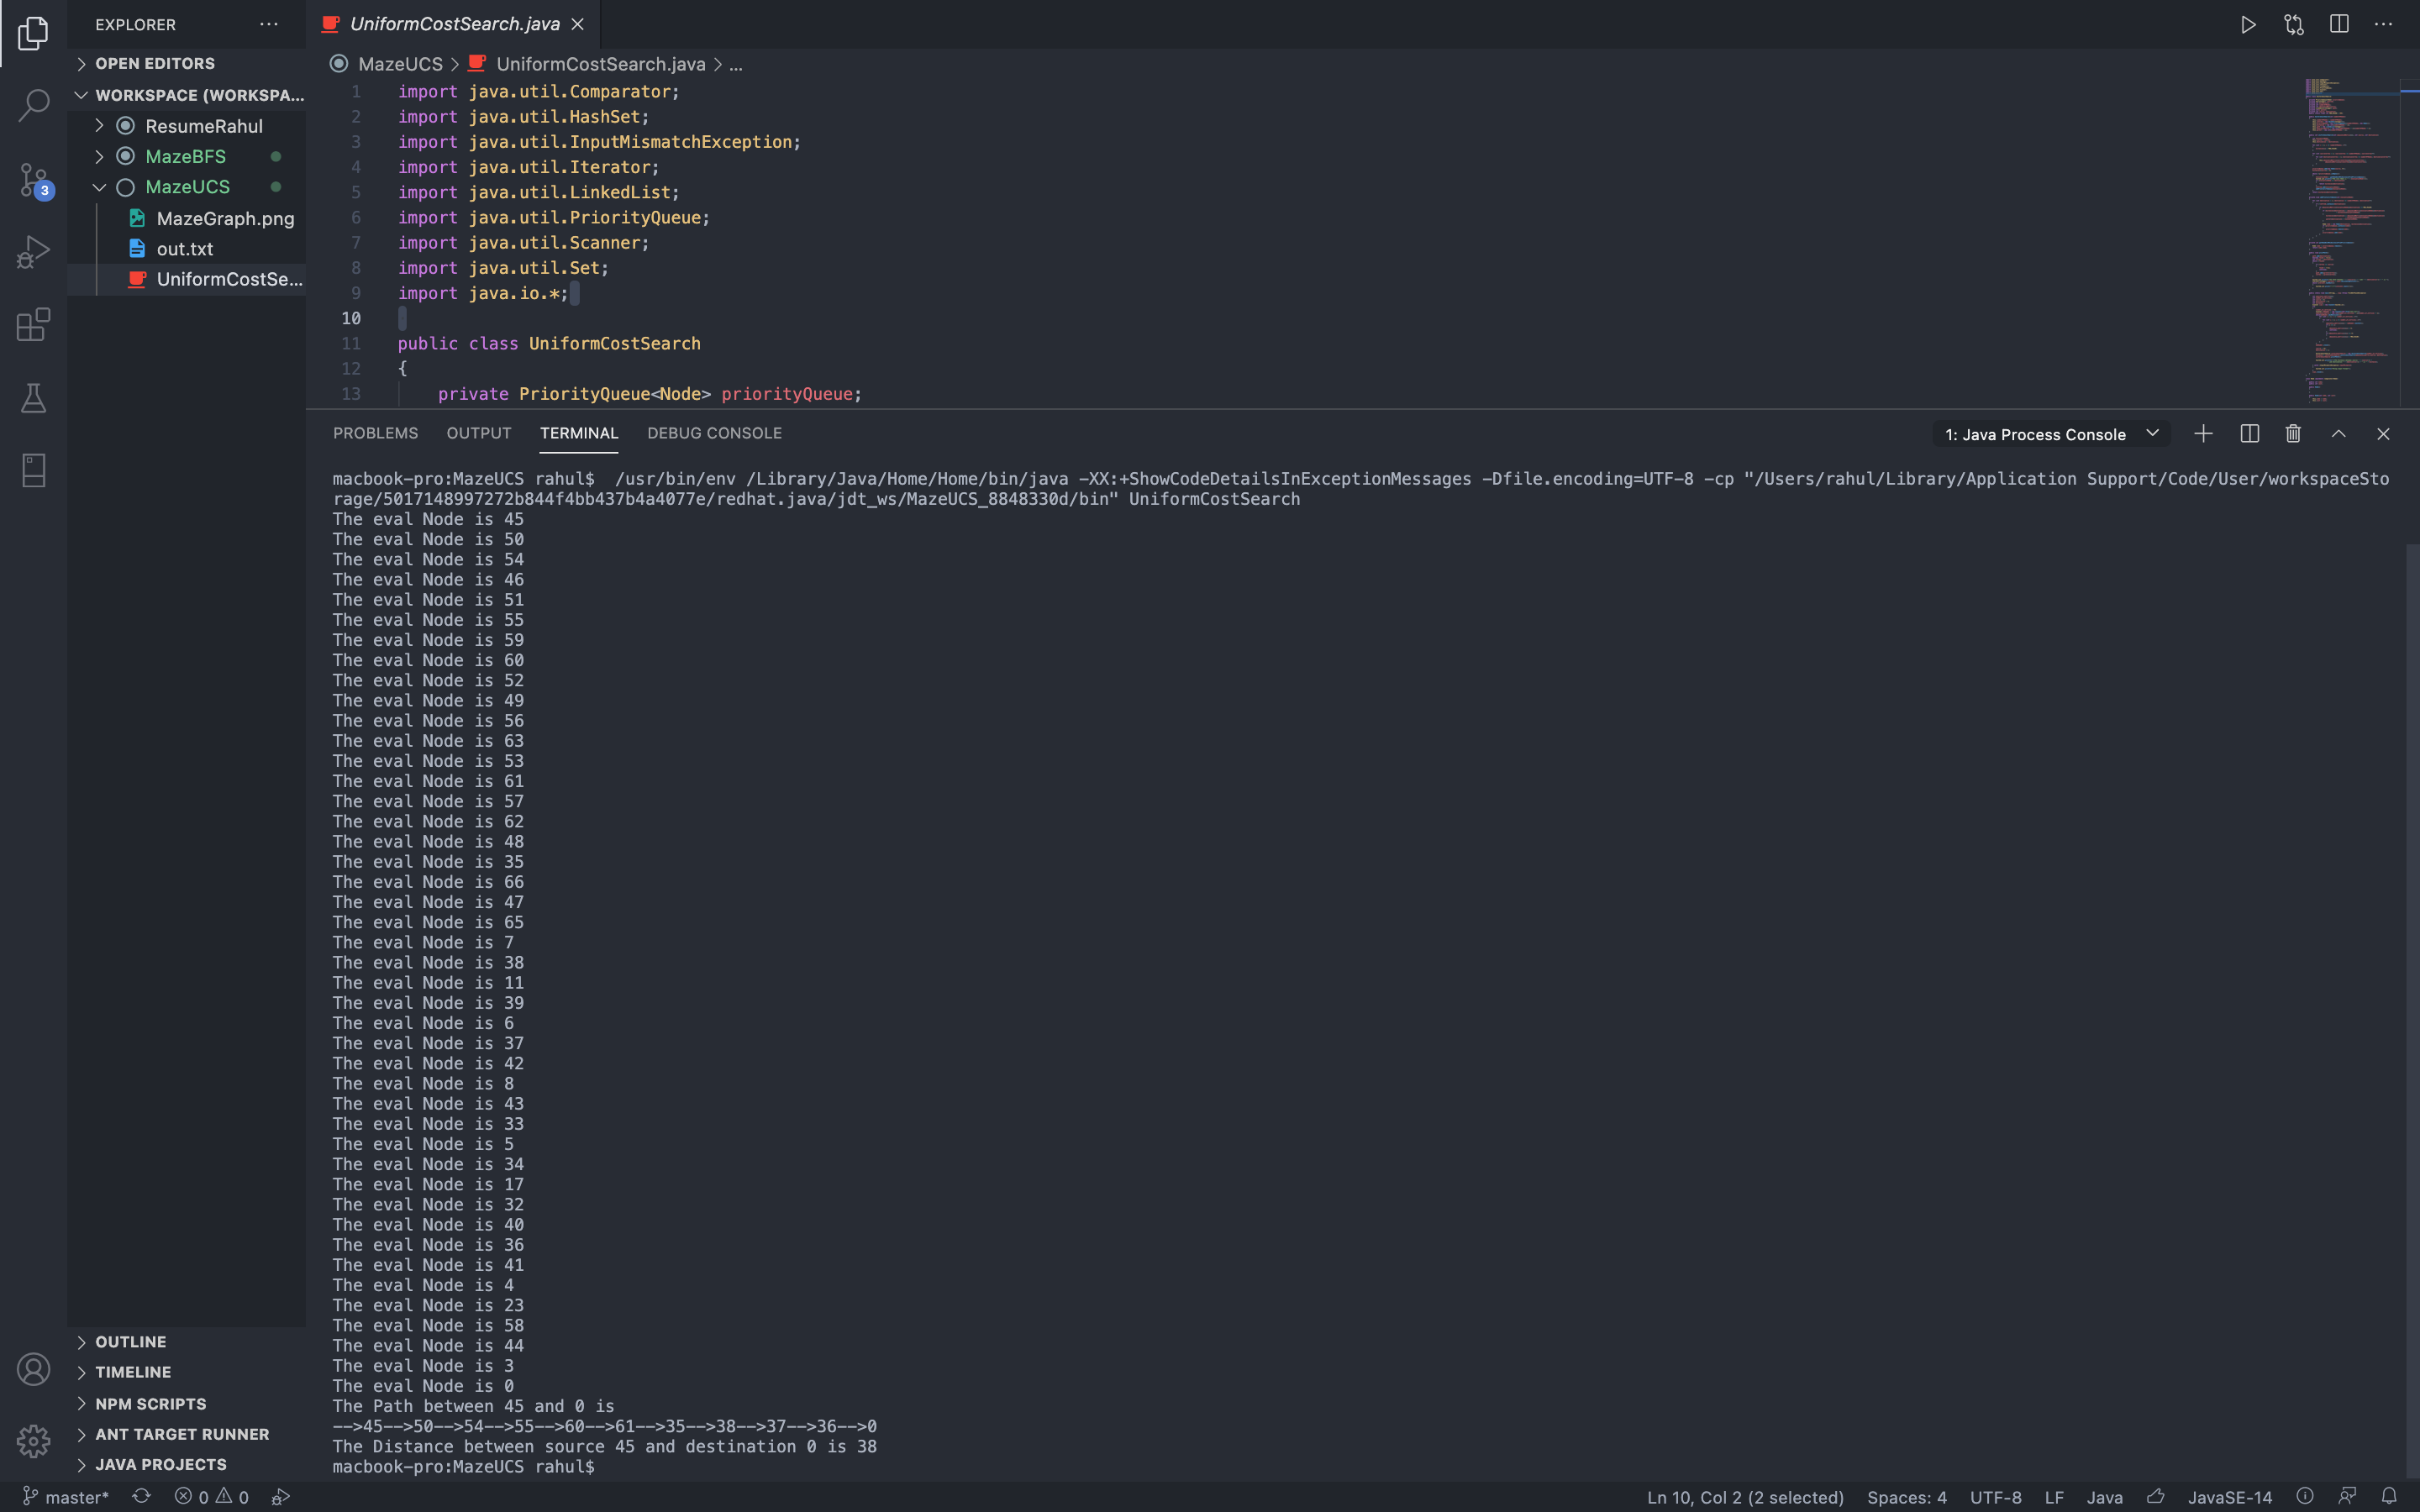 EXPLORER
OPEN EDITORS
WORKSPACE (WORKSPA...
ResumeRahul
MazeBFS
MazeUCS
MazeGraph.png
out.txt
UniformCostSe...
3
OUTLINE
TIMELINE
NPM SCRIPTS
ANT TARGET RUNNER
JAVA PROJECTS
UniformCostSearch.java
MazeUCS > UniformCostSearch.java > ...
1 import java.util.Comparator;
2 import java.util.HashSet;
3 import java.util.InputMismatchException;
4 import java.util.Iterator;
5 import java.util.LinkedList;
6 import java.util.PriorityQueue;
7 import java.util.Scanner;
8 import java.util.Set;
9 import java.io.*;
10
11 public class UniformCostSearch
12 {
13 private PriorityQueue<Node> priorityQueue;
PROBLEMS OUTPUT TERMINAL DEBUG CONSOLE 1: Java Process Console
macbook-pro:MazeUCS rahul$ /usr/bin/env /Library/Java/Home/Home/bin/java -XX:+ShowCodeDetailsInExceptionMessages -Dfile.encoding=UTF-8 -cp "/Users/rahul/Library/Application Support/Code/User/workspaceSto
rage/5017148997272b844f4bb437b4a4077e/redhat.java/jdt_ws/MazeUCS_8848330d/bin" UniformCostSearch
The eval Node is 45
The eval Node is 50
The eval Node is 54
The eval Node is 46
The eval Node is 51
The eval Node is 55
The eval Node is 59
The eval Node is 60
The eval Node is 52
The eval Node is 49
The eval Node is 56
The eval Node is 63
The eval Node is 53
The eval Node is 61
The eval Node is 57
The eval Node is 62
The eval Node is 48
The eval Node is 35
The eval Node is 66
The eval Node is 47
The eval Node is 65
The eval Node is 7
The eval Node is 38
The eval Node is 11
The eval Node is 39
The eval Node is 6
The eval Node is 37
The eval Node is 42
The eval Node is 8
The eval Node is 43
The eval Node is 33
The eval Node is 5
The eval Node is 34
The eval Node is 17
The eval Node is 32
The eval Node is 40
The eval Node is 36
The eval Node is 41
The eval Node is 4
The eval Node is 23
The eval Node is 58
The eval Node is 44
The eval Node is 3
The eval Node is 0
The Path between 45 and 0 is
-->45-->50-->54-->55-->60-->61-->35-->38-->37-->36-->0
The Distance between source 45 and destination 0 is 38
macbook-pro:MazeUCS rahul$
master* 0 0 Ln 10, Col 2 (2 selected) Spaces: 4 UTF-8 LF Java JavaSE-14